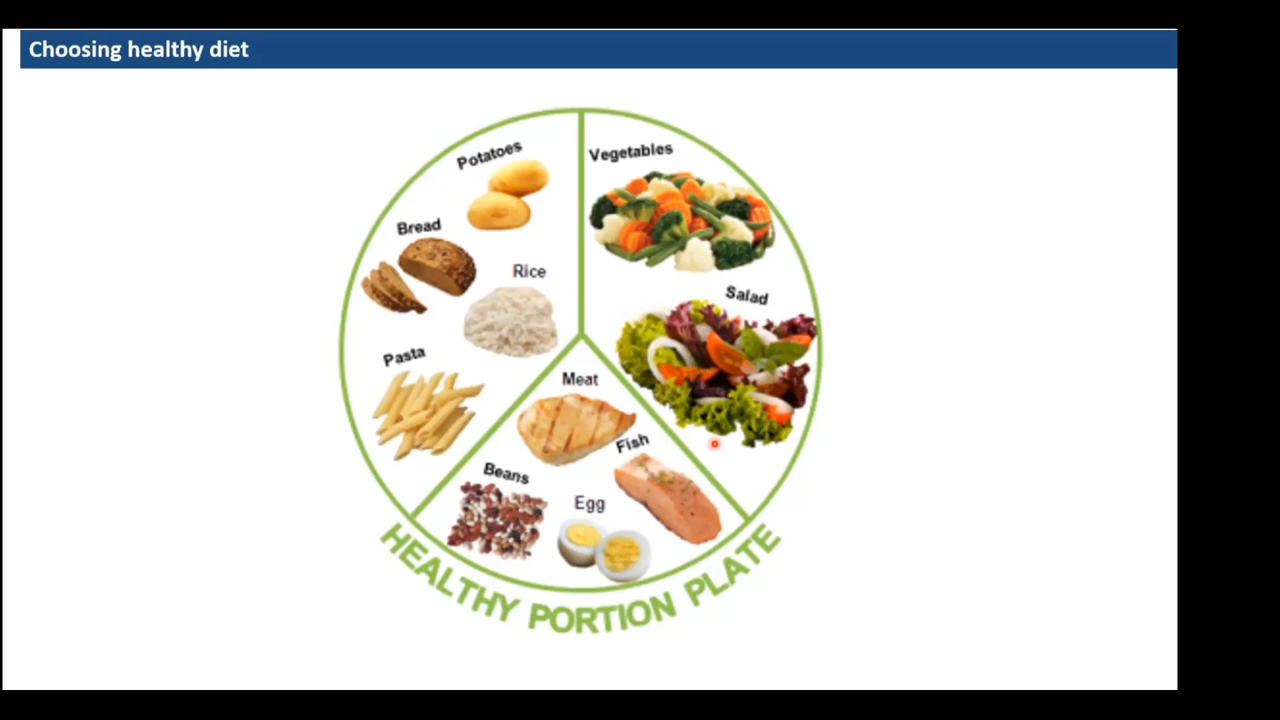 Choosing healthy diet
Potatoes
Vegetables
Bread
Rice
Salad
Pasta
Meat
Fish
Beans
Egg
HEALTHY PORTION PLATE